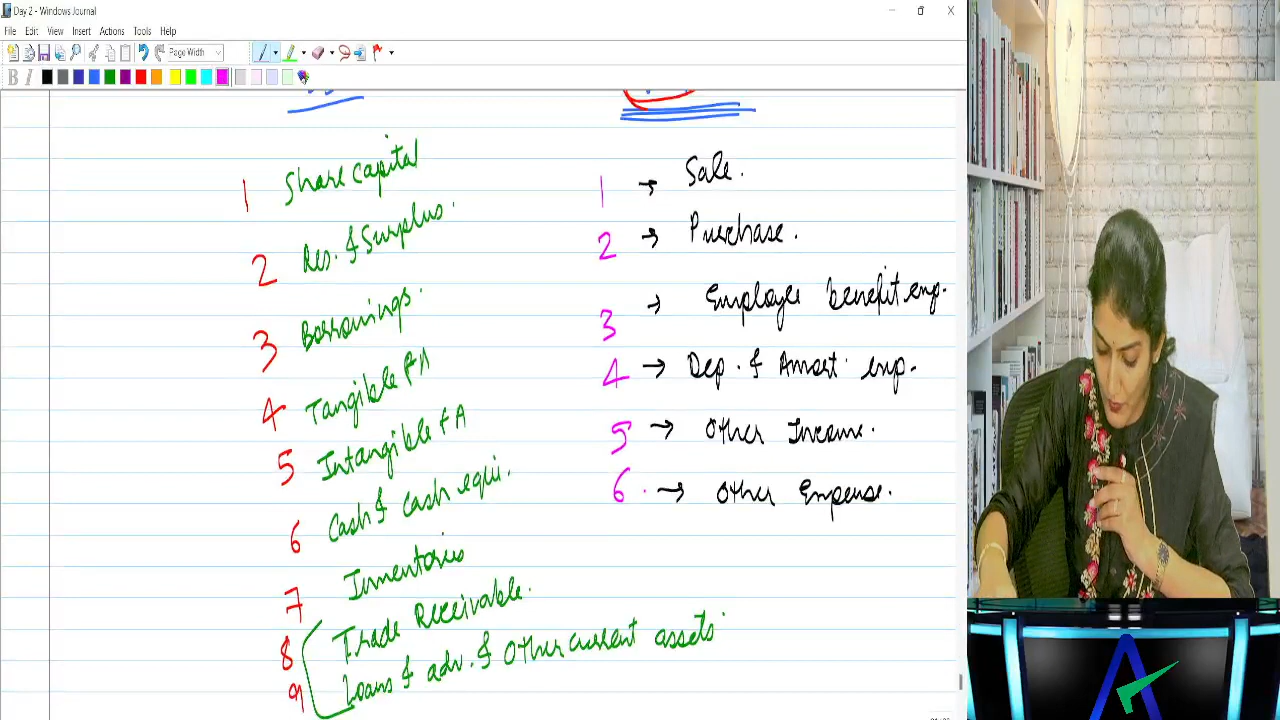 Day 2 - Windows Journal
File Edit View Insert Actions Tools Help
Page Width
B I
1 Share capital
2 Res. & Surplus.
3 Borrowings.
4 Tangible FA
5 Intangible FA
6 Cash & cash equi.
7 Inventories
8 Trade Receivable.
9 Loans & adv. & Other current assets
1 → Sale.
2 → Purchase.
3 → Employee benefit exp.
4 → Dep. & Amort. exp.
5 → Other Income.
6 → Other Expense.